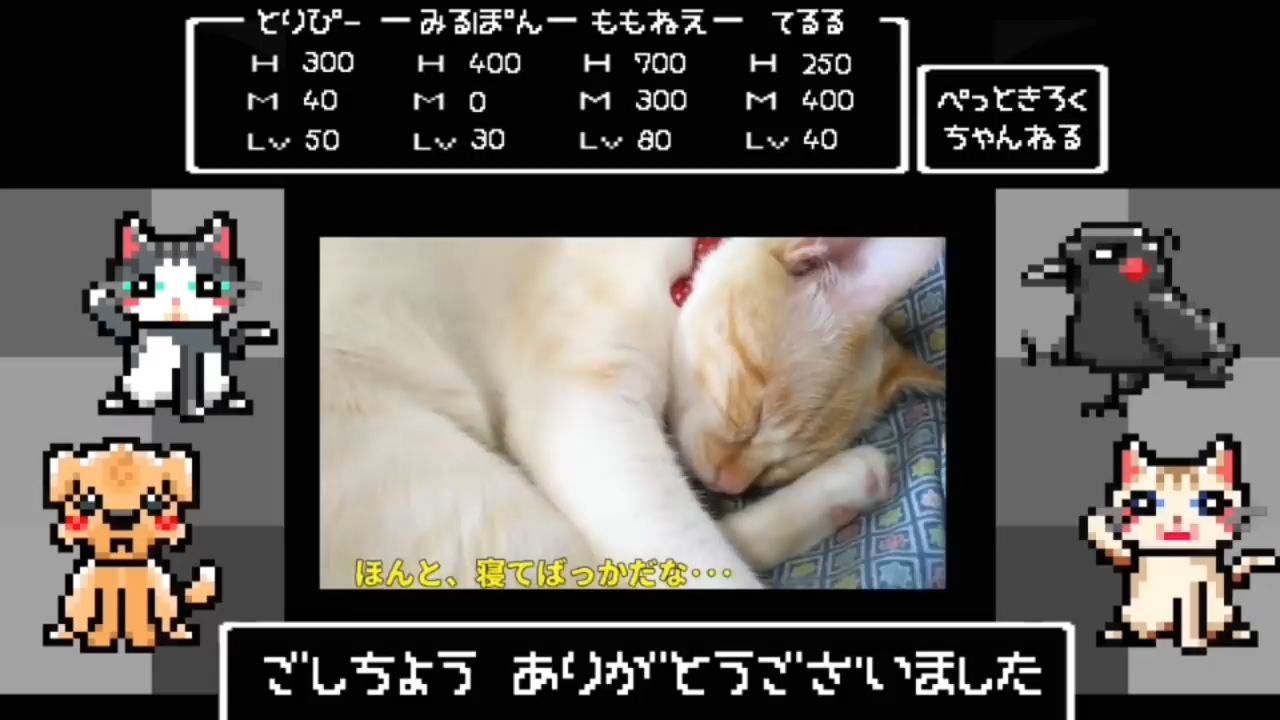 とりぴー ー みるぽん ー ももねえ ー てるる
H 300 H 400 H 700 H 250
M 40 M 0 M 300 M 400
Lv 50 Lv 30 Lv 80 Lv 40
ぺっときろく
ちゃんねる
ほんと、寝てばっかだな･･･
ごしちょう ありがとうございました